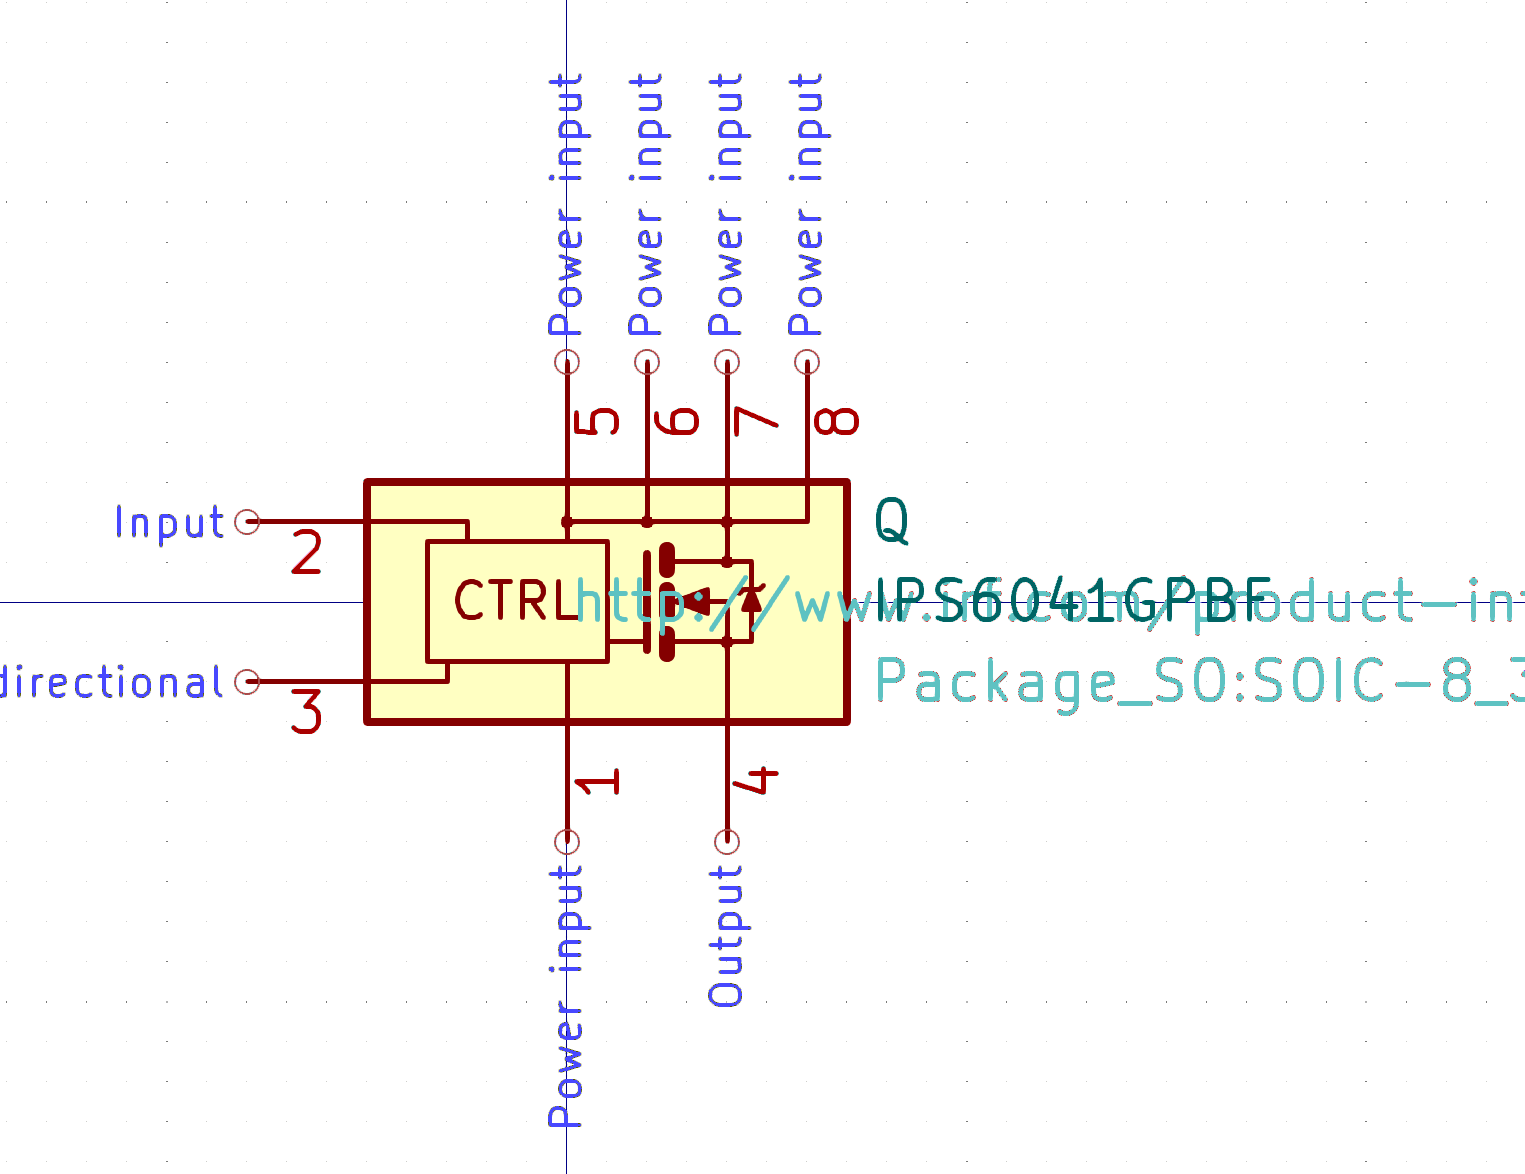 Power input
Power input
Power input
Power input
5
6
7
8
Input
2
Q
CTRL
http://www.irf.com/product-in
IPS6041GPBF
directional
3
Package_SO:SOIC-8_3
1
4
Power input
Output